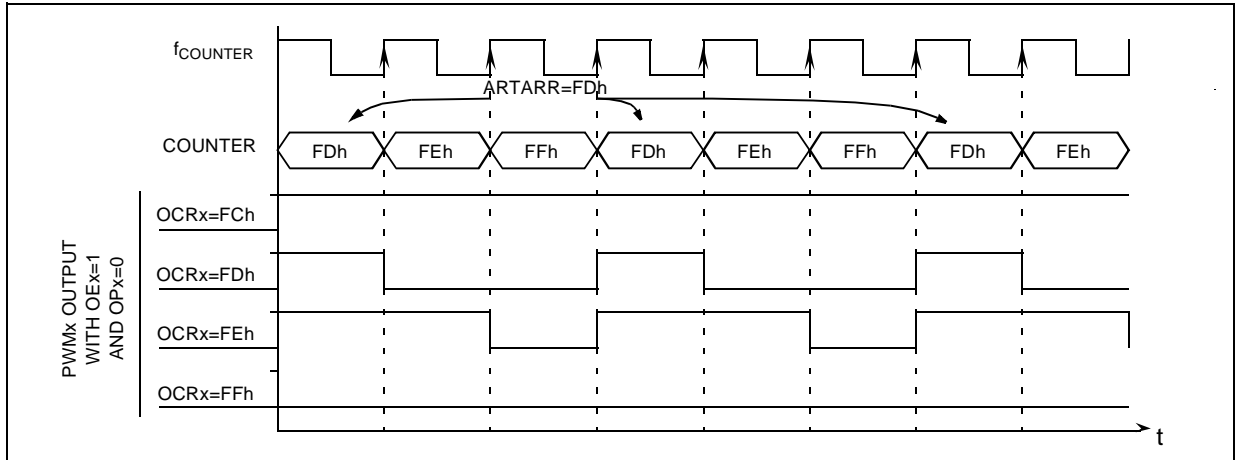 fCOUNTER
ARTARR=FDh
COUNTER
FDh FEh FFh FDh FEh FFh FDh FEh
PWMx OUTPUT
WITH OEx=1
AND OPx=0
OCRx=FCh
OCRx=FDh
OCRx=FEh
OCRx=FFh
t